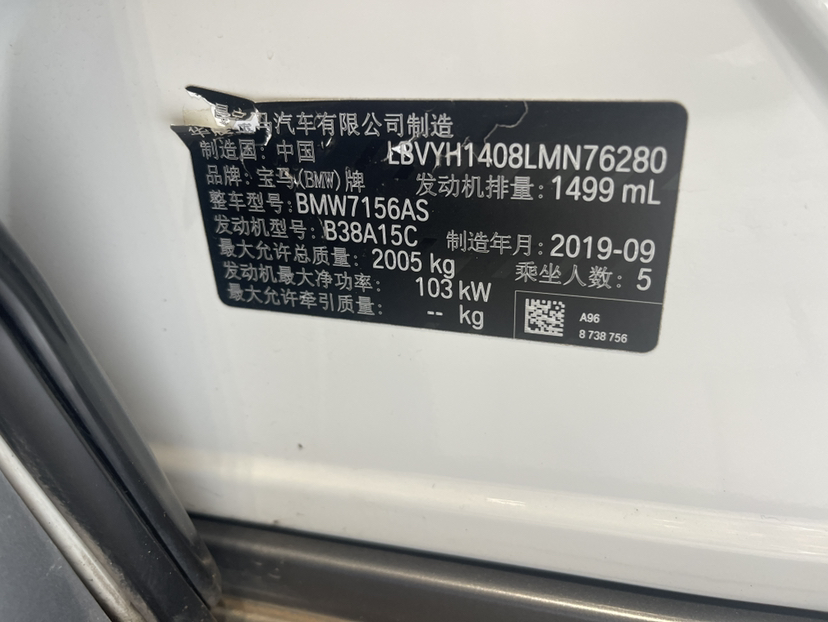 华晨宝马汽车有限公司制造
制造国: 中国 LBVYH1408LMN76280
品牌: 宝马(BMW)牌 发动机排量: 1499 mL
整车型号: BMW7156AS
发动机型号: B38A15C 制造年月: 2019-09
最大允许总质量: 2005 kg 乘坐人数: 5
发动机最大净功率: 103 kW
最大允许牵引质量: -- kg
A96
8 738 756